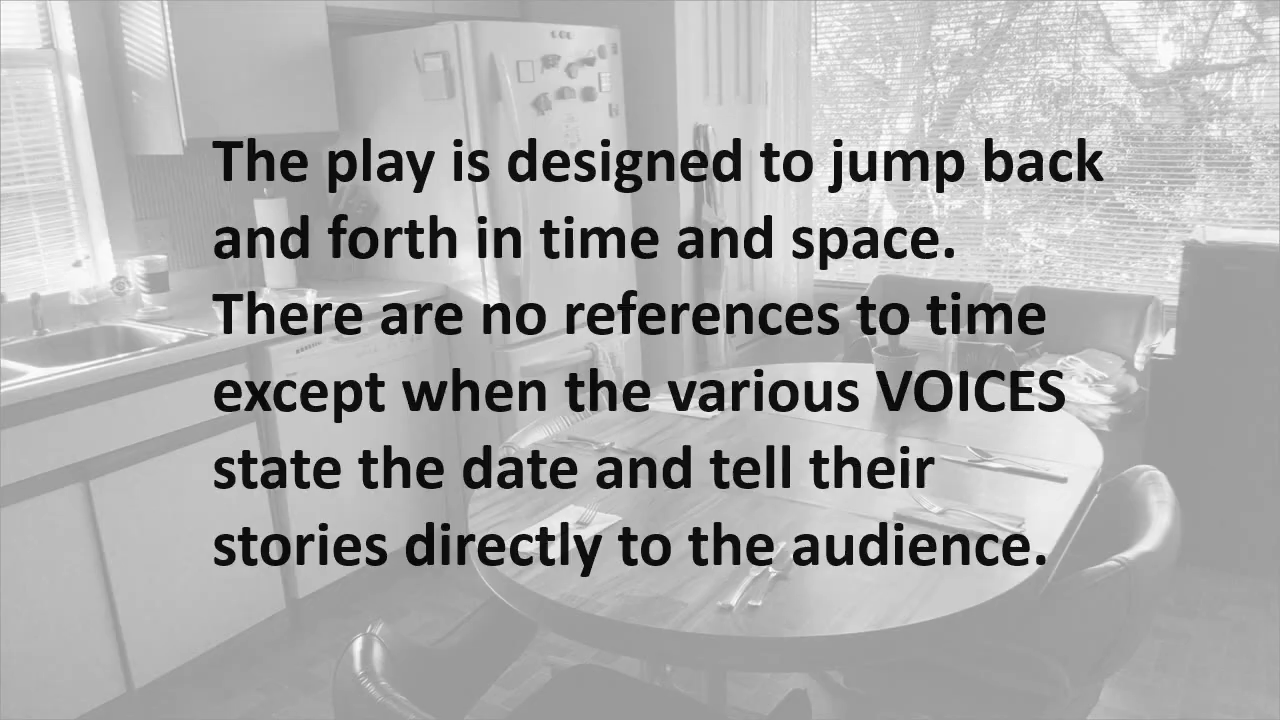 The play is designed to jump back
and forth in time and space.
There are no references to time
except when the various VOICES
state the date and tell their
stories directly to the audience.